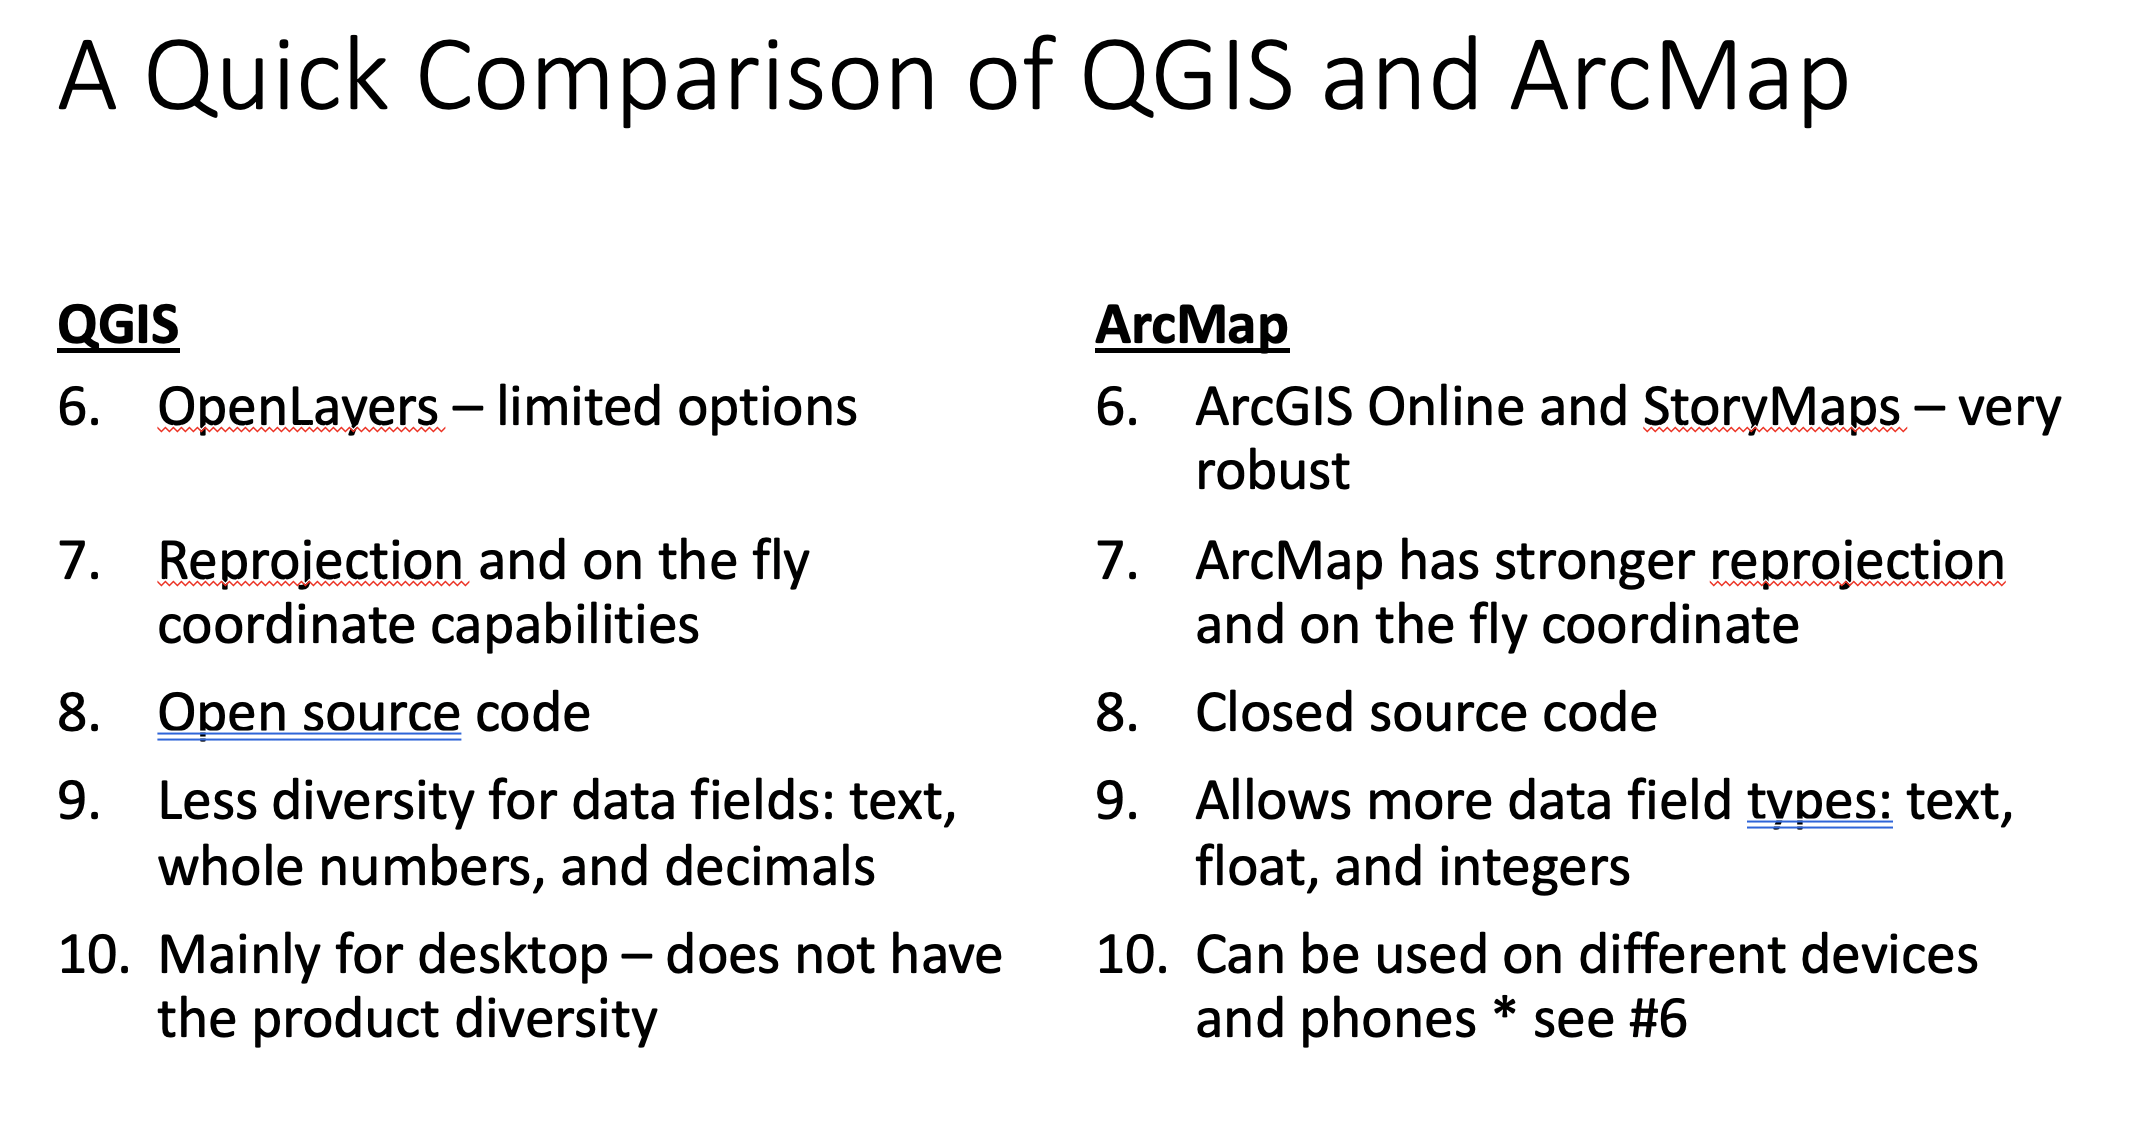 A Quick Comparison of QGIS and ArcMap
QGIS
6. OpenLayers – limited options
7. Reprojection and on the fly
coordinate capabilities
8. Open source code
9. Less diversity for data fields: text,
whole numbers, and decimals
10. Mainly for desktop – does not have
the product diversity
ArcMap
6. ArcGIS Online and StoryMaps – very
robust
7. ArcMap has stronger reprojection
and on the fly coordinate
8. Closed source code
9. Allows more data field types: text,
float, and integers
10. Can be used on different devices
and phones * see #6